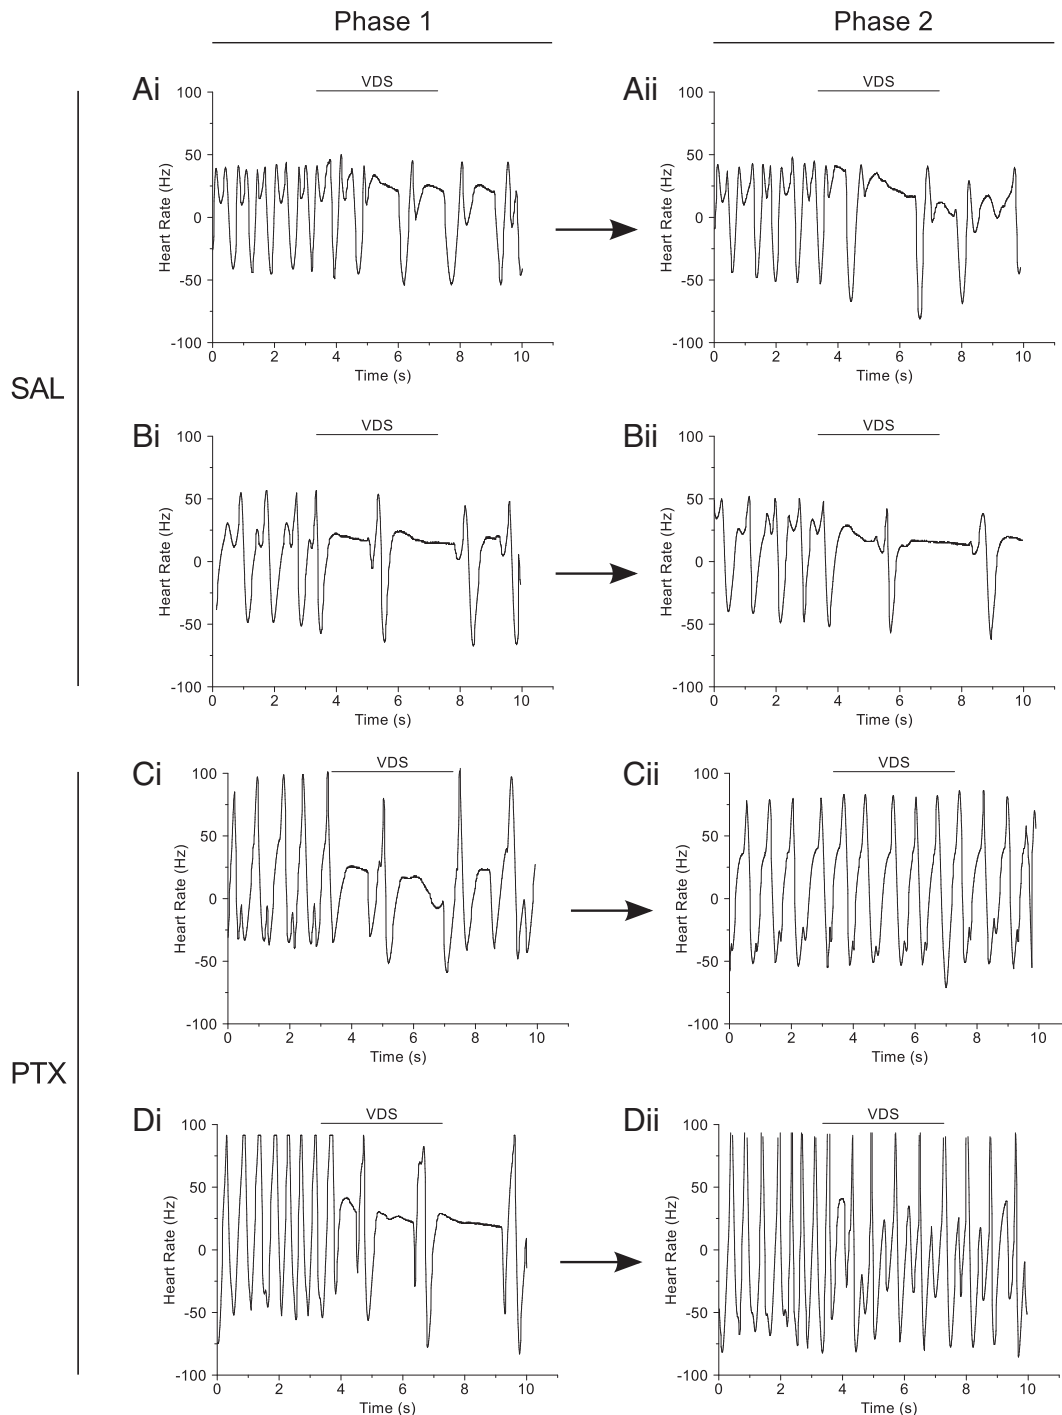 Phase 1 Phase 2
Ai Aii
VDS VDS
100 100
50 50
0 0
-50 -50
-100 -100
Heart Rate (Hz) Heart Rate (Hz)
0 2 4 6 8 10 0 2 4 6 8 10
Time (s) Time (s)
SAL
Bi Bii
VDS VDS
100 100
50 50
0 0
-50 -50
-100 -100
Heart Rate (Hz) Heart Rate (Hz)
0 2 4 6 8 10 0 2 4 6 8 10
Time (s) Time (s)
Ci Cii
VDS VDS
100 100
50 50
0 0
-50 -50
-100 -100
Heart Rate (Hz) Heart Rate (Hz)
0 2 4 6 8 10 0 2 4 6 8 10
Time (s) Time (s)
PTX
Di Dii
VDS VDS
100 100
50 50
0 0
-50 -50
-100 -100
Heart Rate (Hz) Heart Rate (Hz)
0 2 4 6 8 10 0 2 4 6 8 10
Time (s) Time (s)